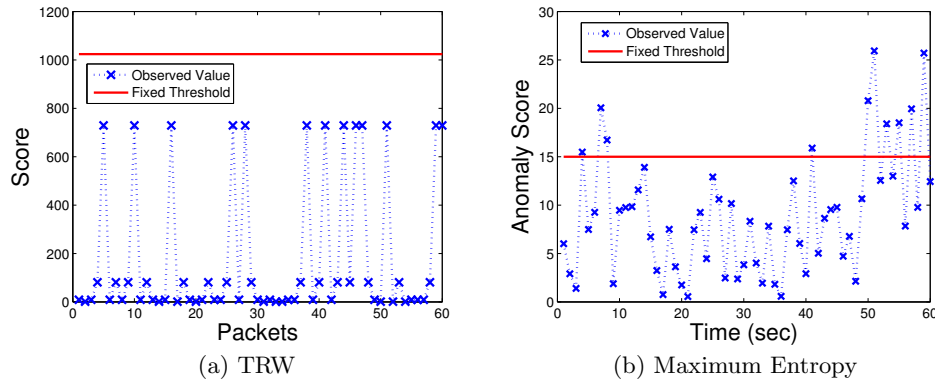 1200
1000
800
600
400
200
0
Score
Observed Value
Fixed Threshold
0 10 20 30 40 50 60
Packets
(a) TRW
30
25
20
15
10
5
0
Anomaly Score
Observed Value
Fixed Threshold
0 10 20 30 40 50 60
Time (sec)
(b) Maximum Entropy